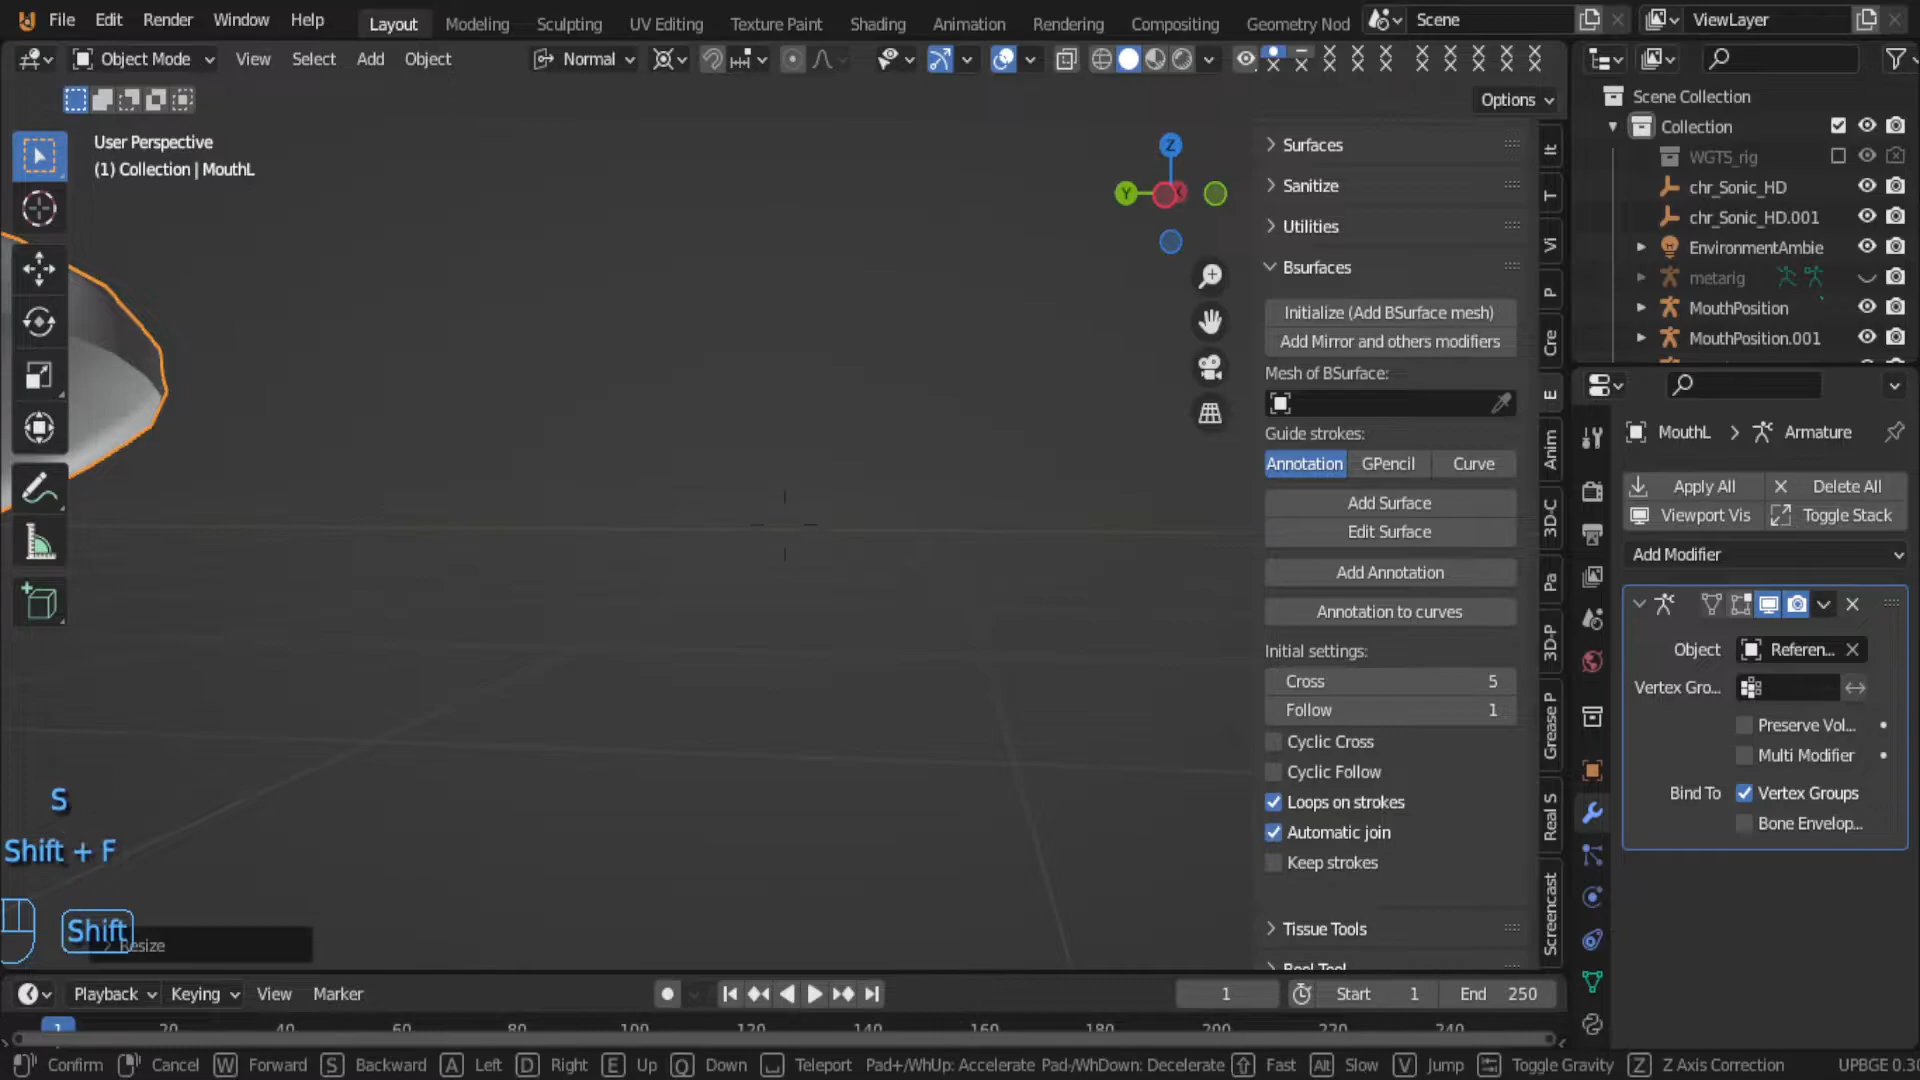 File Edit Render Window Help
Layout Modeling Sculpting UV Editing Texture Paint Shading Animation Rendering Compositing Geometry Nod
Scene
ViewLayer
Object Mode View Select Add Object
Normal
Options
User Perspective
(1) Collection | MouthL
Z
Y
Surfaces
Sanitize
Utilities
Bsurfaces
Initialize (Add BSurface mesh)
Add Mirror and others modifiers
Mesh of BSurface:
Guide strokes:
Annotation GPencil Curve
Add Surface
Edit Surface
Add Annotation
Annotation to curves
Initial settings:
Cross 5
Follow 1
Cyclic Cross
Cyclic Follow
Loops on strokes
Automatic join
Keep strokes
Tissue Tools
Bool Tool
It
T
Vi
P
Cre
E
Anim
3D-C
Pa
3D-P
Grease P
Real S
Screencast
Scene Collection
Collection
WGTS_rig
chr_Sonic_HD
chr_Sonic_HD.001
EnvironmentAmbie
metarig
MouthPosition
MouthPosition.001
MouthL > Armature
Apply All Delete All
Viewport Vis Toggle Stack
Add Modifier
Object Referen...
Vertex Gro...
Preserve Vol...
Multi Modifier
Bind To Vertex Groups
Bone Envelop...
S
Shift + F
Shift
Resize
Playback Keying View Marker
1 Start 1 End 250
1 20 40 60 80 100 120 140 160 180 200 220 240
Confirm Cancel W Forward S Backward A Left D Right E Up Q Down Teleport Pad+/WhUp: Accelerate Pad-/WhDown: Decelerate Fast Alt Slow V Jump Toggle Gravity Z Z Axis Correction UPBGE 0.30